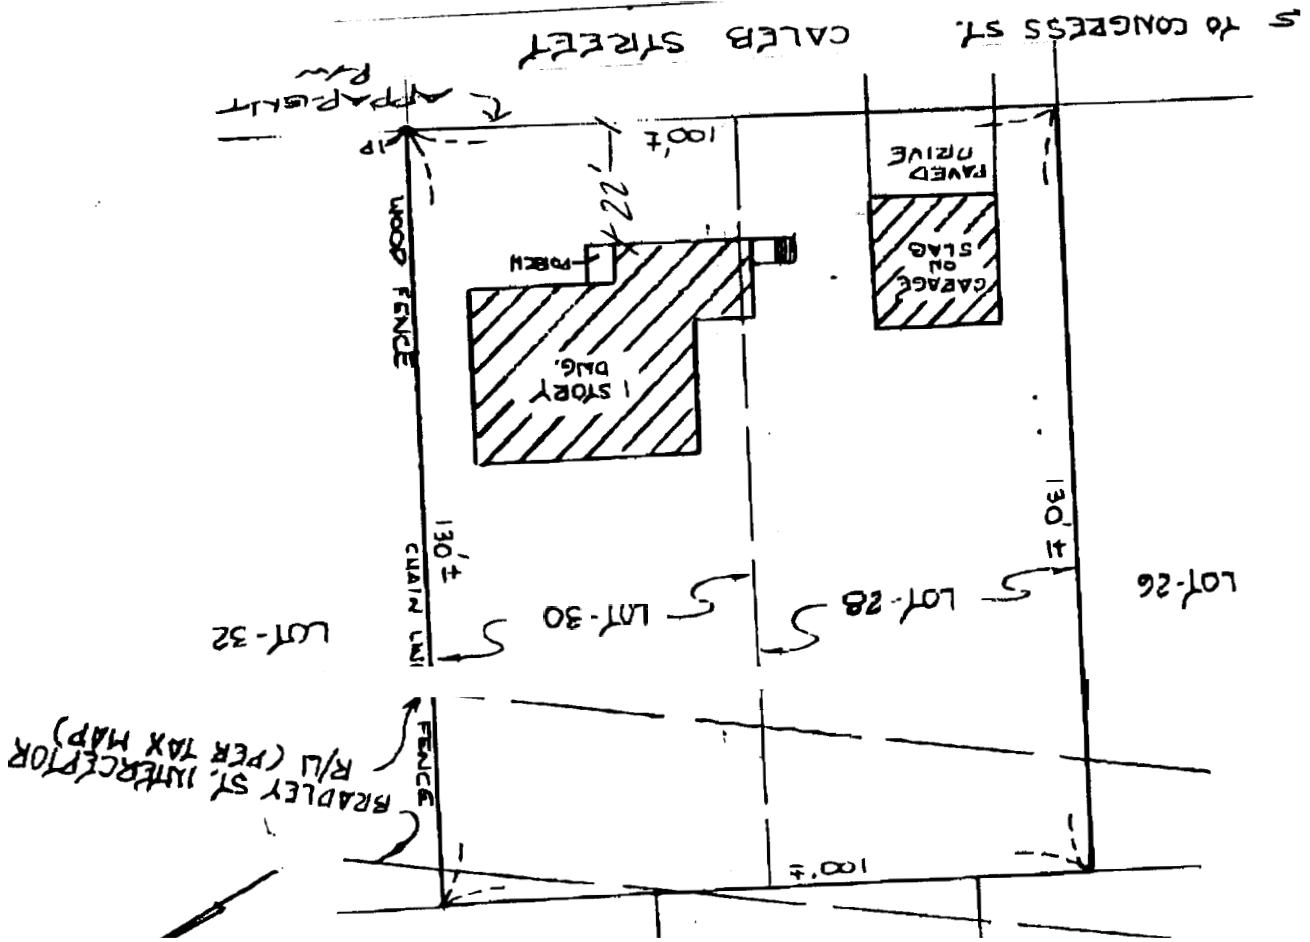 5 TO CONGRESS ST.
CALEB STREET
APPARENT
R/W
IP
100'±
22'
PAVED
DRIVE
WOOD FENCE
PORCH
GARAGE
ON
SLAB
1 STORY
DWG.
130'±
130'±
CHAIN LINK
FENCE
LOT-26
LOT-28
LOT-30
LOT-32
BRADLEY ST. INTERCEPTOR
R/W (PER TAX MAP)
100'±